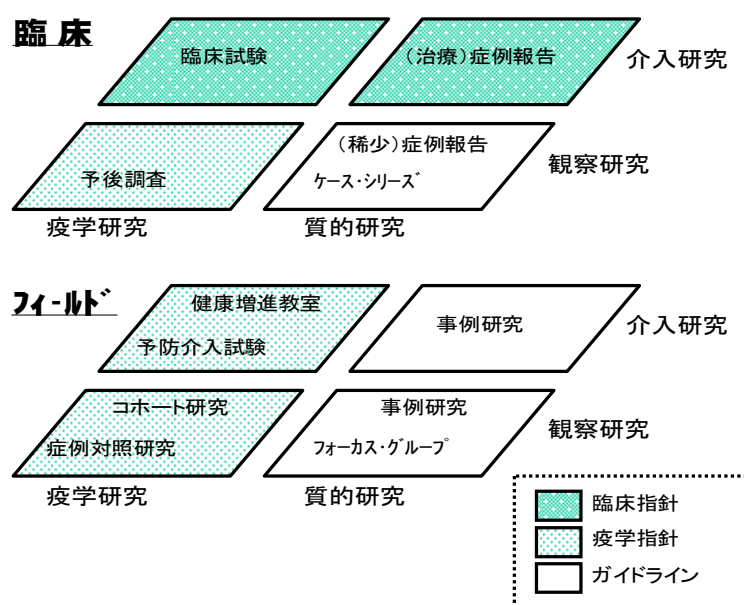 臨 床
臨床試験
(治療)症例報告
介入研究
(稀少)症例報告
予後調査
ケース・シリーズ
観察研究
疫学研究
質的研究
フィールド
健康増進教室
予防介入試験
事例研究
介入研究
コホート研究
症例対照研究
事例研究
フォーカス・グループ
観察研究
疫学研究
質的研究
臨床指針
疫学指針
ガイドライン